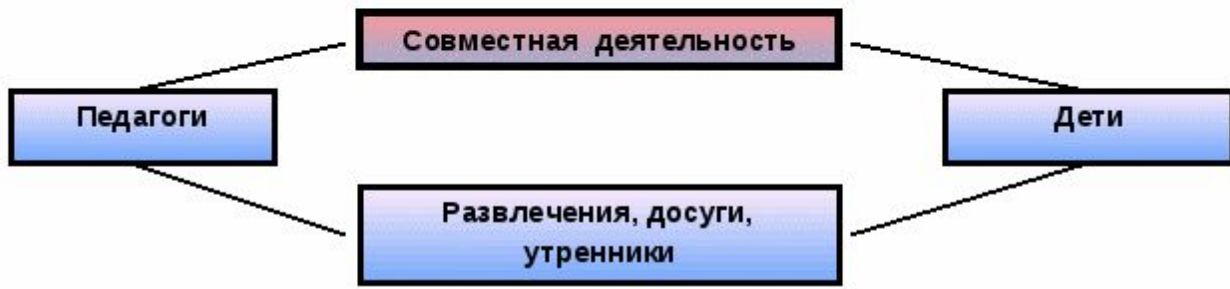 Совместная деятельность
Педагоги
Дети
Развлечения, досуги,
утренники